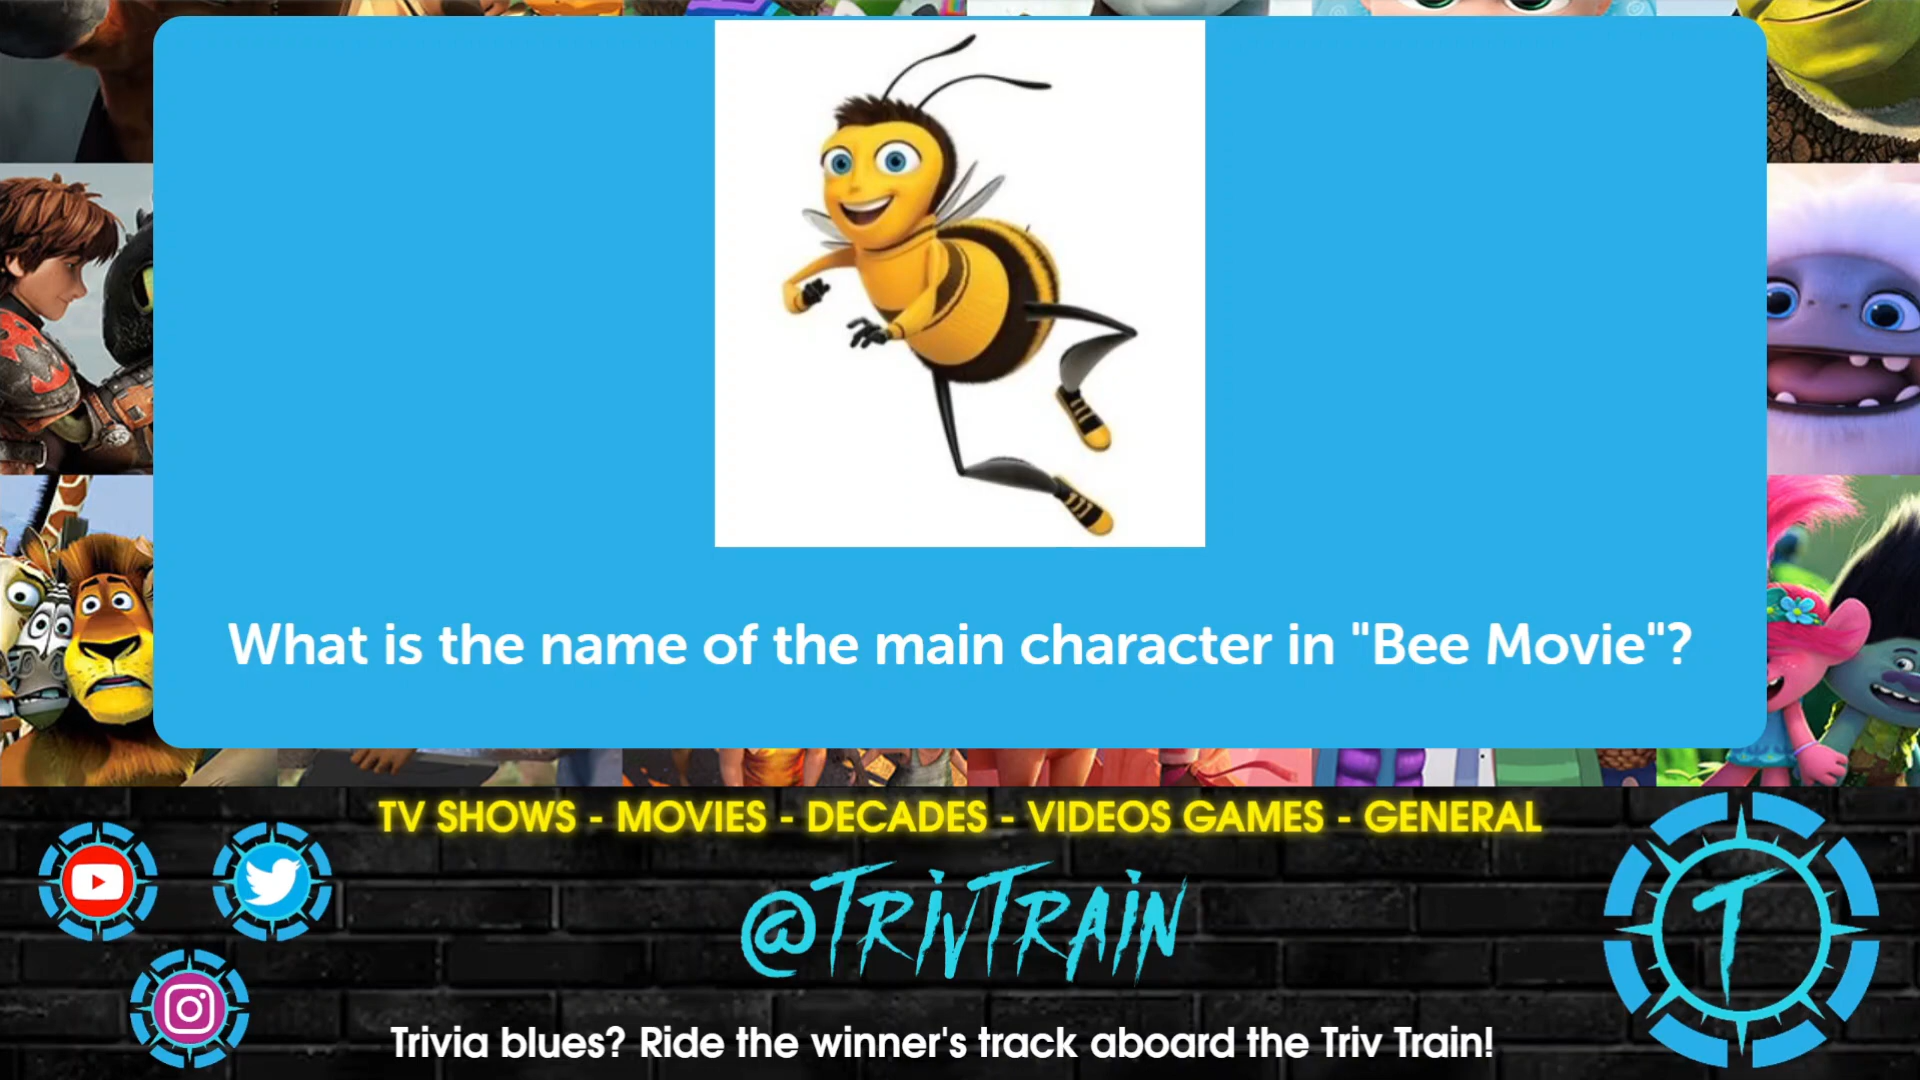 What is the name of the main character in "Bee Movie"?
TV SHOWS - MOVIES - DECADES - VIDEOS GAMES - GENERAL
@TRIVTRAIN
T
Trivia blues? Ride the winner's track aboard the Triv Train!